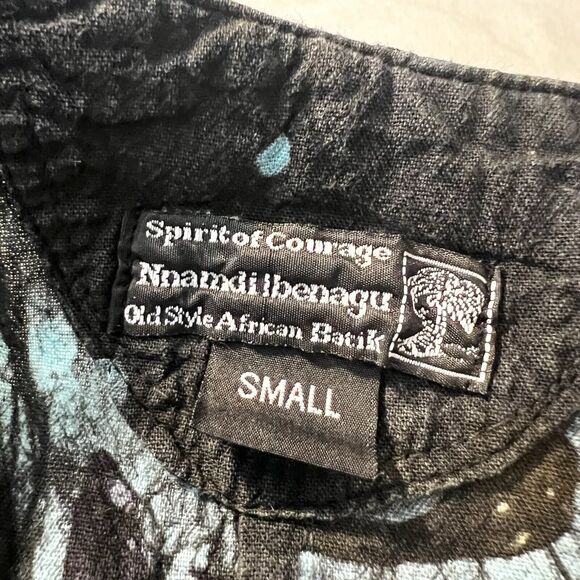 Spirit of Courage
Nnamdi Ibenagu
Old Style African Batik
SMALL